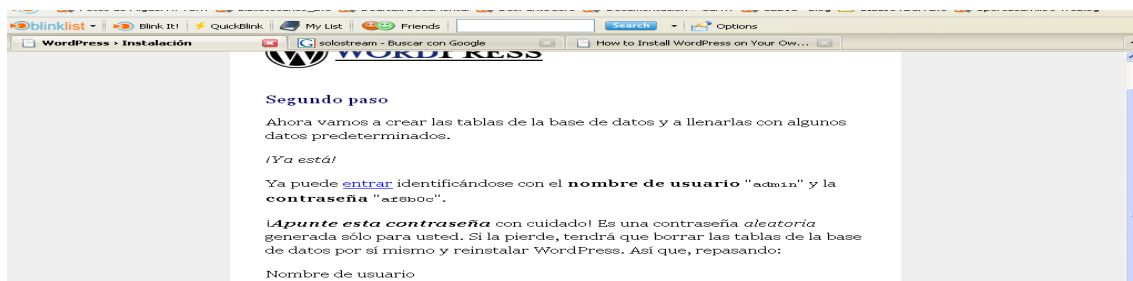 blinklist Blink It! QuickBlink My List Friends Search Options
WordPress › Instalación solostream - Buscar con Google How to Install WordPress on Your Ow...
WORDPRESS
Segundo paso
Ahora vamos a crear las tablas de la base de datos y a llenarlas con algunos
datos predeterminados.
¡Ya está!
Ya puede entrar identificándose con el nombre de usuario "admin" y la
contraseña "af8b0c".
¡Apunte esta contraseña con cuidado! Es una contraseña aleatoria
generada sólo para usted. Si la pierde, tendrá que borrar las tablas de la base
de datos por sí mismo y reinstalar WordPress. Así que, repasando:
Nombre de usuario